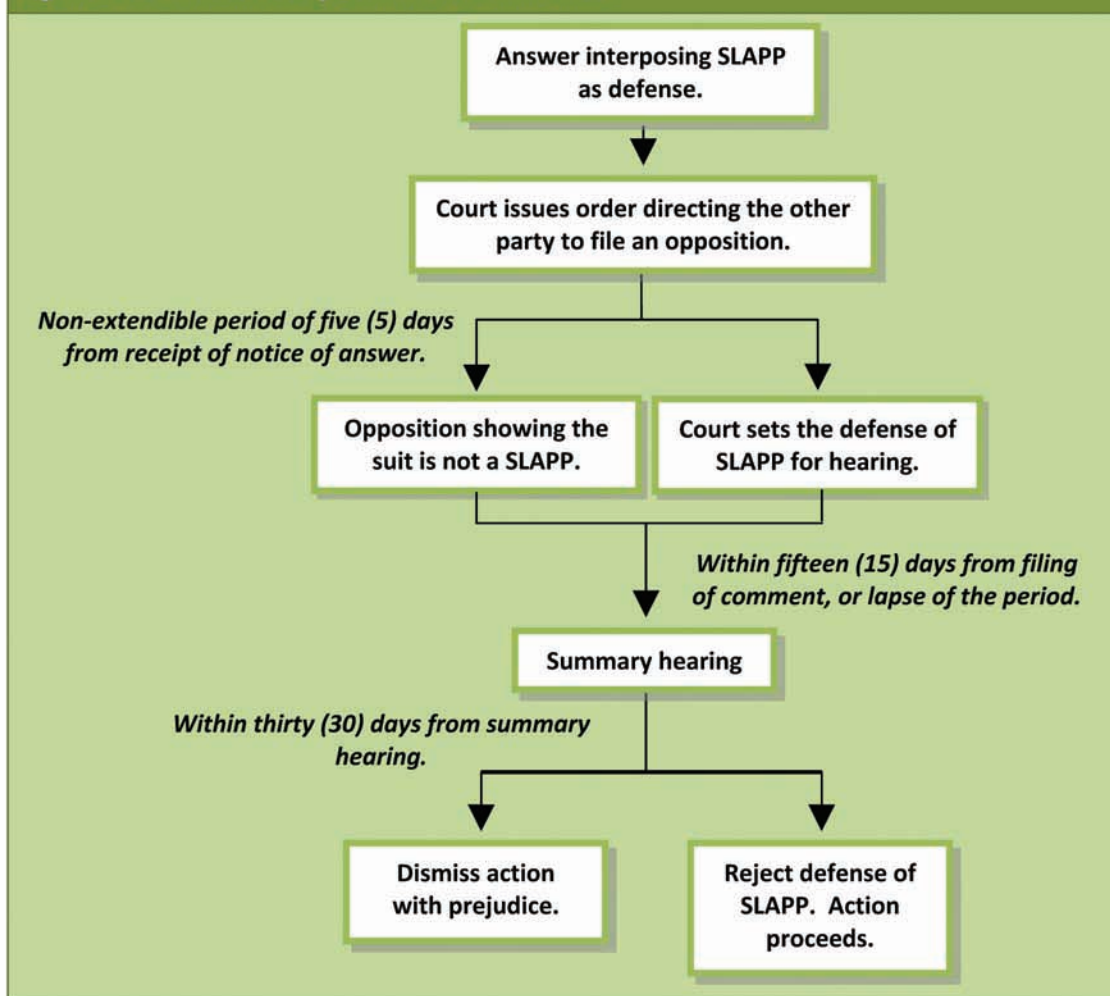 Answer interposing SLAPP
as defense.
Court issues order directing the other
party to file an opposition.
Non-extendible period of five (5) days
from receipt of notice of answer.
Opposition showing the
suit is not a SLAPP.
Court sets the defense of
SLAPP for hearing.
Within fifteen (15) days from filing
of comment, or lapse of the period.
Summary hearing
Within thirty (30) days from summary
hearing.
Dismiss action
with prejudice.
Reject defense of
SLAPP. Action
proceeds.